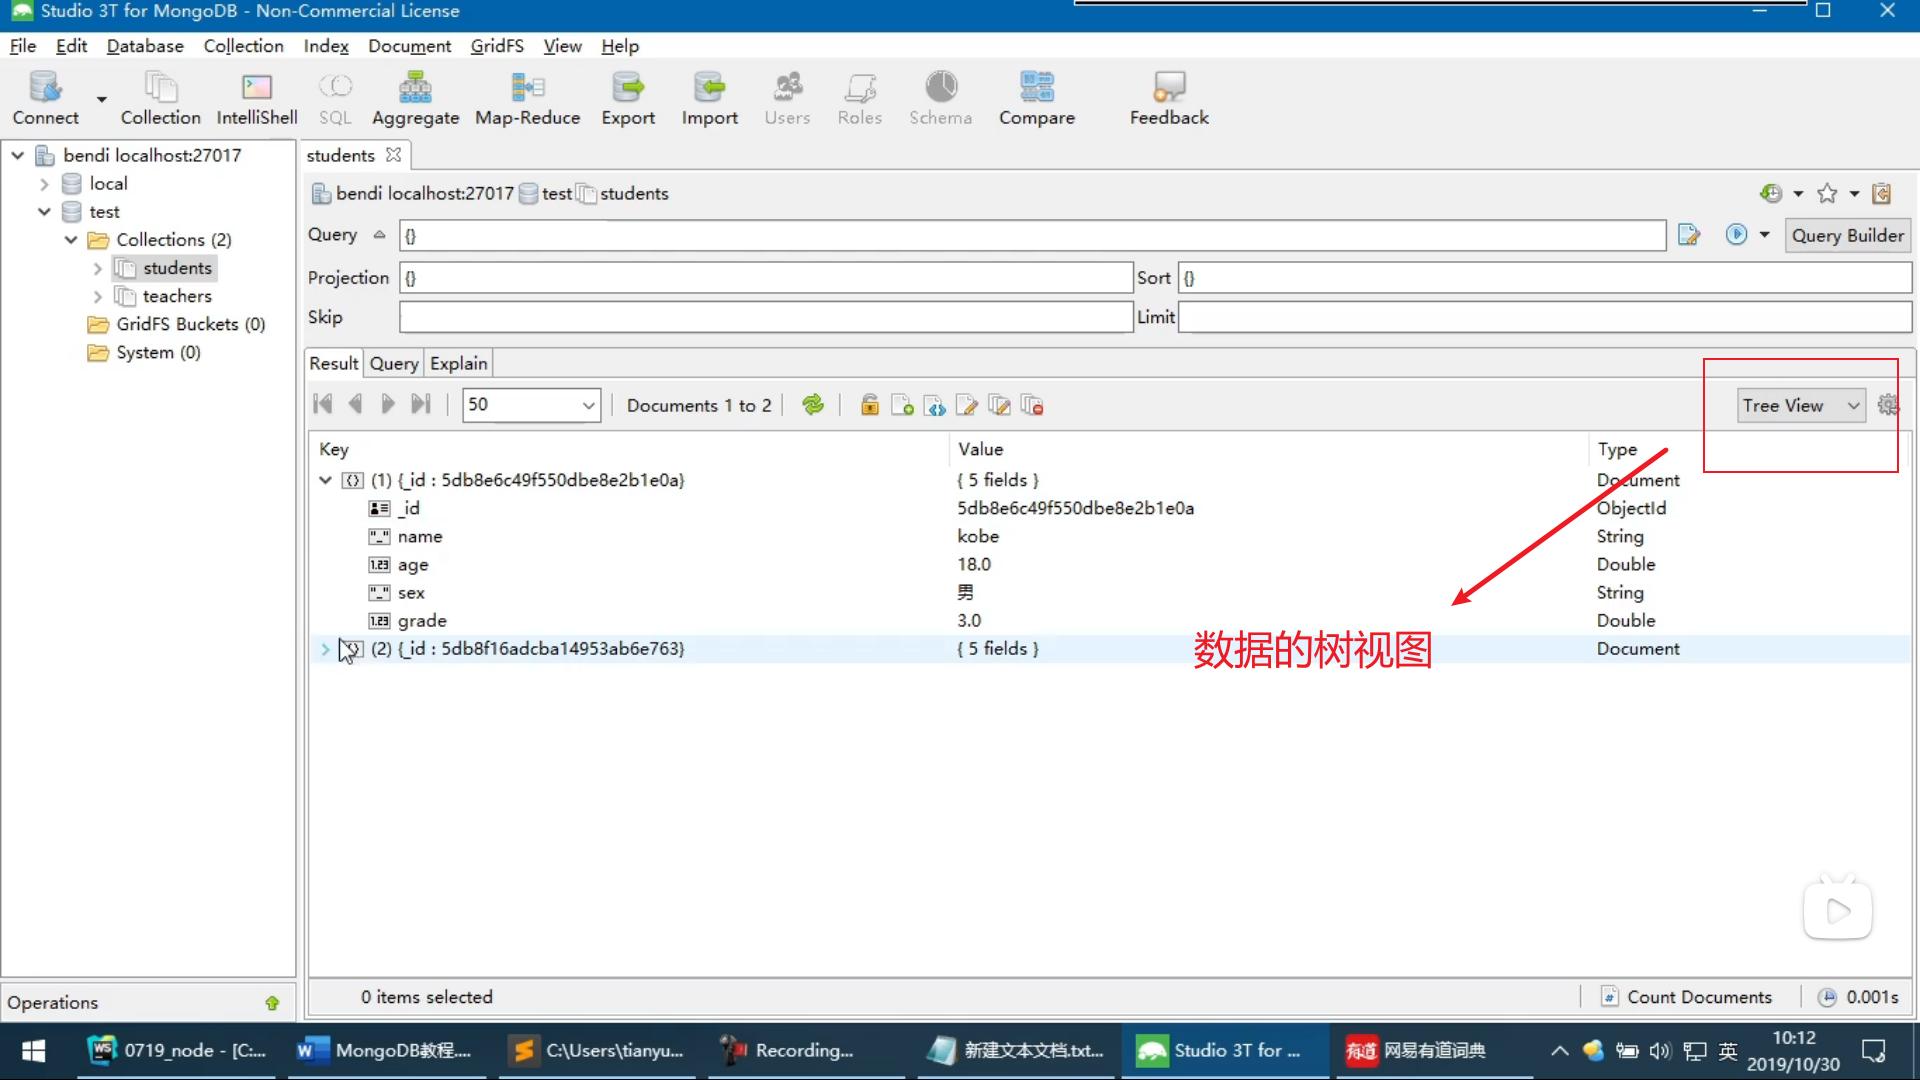 Studio 3T for MongoDB - Non-Commercial License
File Edit Database Collection Index Document GridFS View Help
Connect Collection IntelliShell SQL Aggregate Map-Reduce Export Import Users Roles Schema Compare Feedback
bendi localhost:27017
local
test
Collections (2)
students
teachers
GridFS Buckets (0)
System (0)
Operations
students
bendi localhost:27017 test students
Query {} Query Builder
Projection {} Sort {}
Skip Limit
Result Query Explain
50 Documents 1 to 2 Tree View
Key Value Type
(1) {_id : 5db8e6c49f550dbe8e2b1e0a} { 5 fields } Document
_id 5db8e6c49f550dbe8e2b1e0a ObjectId
name kobe String
age 18.0 Double
sex 男 String
grade 3.0 Double
(2) {_id : 5db8f16adcba14953ab6e763} { 5 fields } Document
数据的树视图
0 items selected Count Documents 0.001s
0719_node - [C:... MongoDB教程.... C:\Users\tianyu... Recording... 新建文本文档.txt... Studio 3T for ... 有道 网易有道词典 英 10:12
2019/10/30